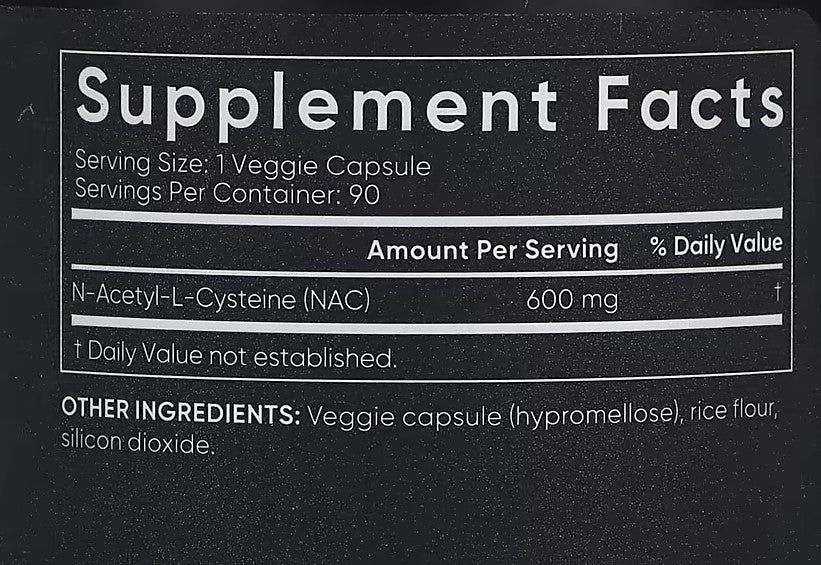 Supplement Facts
Serving Size: 1 Veggie Capsule
Servings Per Container: 90
Amount Per Serving % Daily Value
N-Acetyl-L-Cysteine (NAC) 600 mg †
† Daily Value not established.
OTHER INGREDIENTS: Veggie capsule (hypromellose), rice flour,
silicon dioxide.